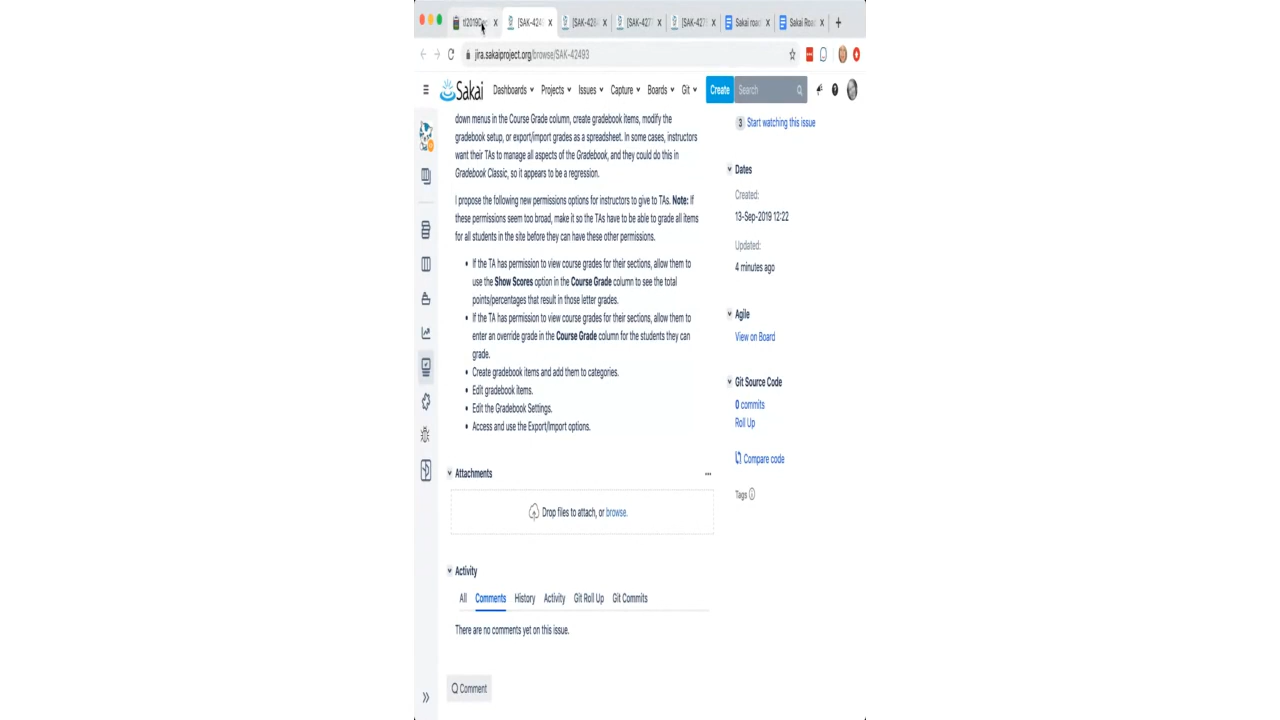 [SAK-424
[SAK-428
[SAK-427
[SAK-427
Sakai road
Sakai Roa
jira.sakaiproject.org/browse/SAK-42493
Sakai
Dashboards
Projects
Issues
Capture
Boards
Git
Create
Search
down menus in the Course Grade column, create gradebook items, modify the
gradebook setup, or export/import grades as a spreadsheet. In some cases, instructors
want their TAs to manage all aspects of the Gradebook, and they could do this in
Gradebook Classic, so it appears to be a regression.
I propose the following new permissions options for instructors to give to TAs. Note: If
these permissions seem too broad, make it so the TAs have to be able to grade all items
for all students in the site before they can have these other permissions.
• If the TA has permission to view course grades for their sections, allow them to
use the Show Scores option in the Course Grade column to see the total
points/percentages that result in those letter grades.
• If the TA has permission to view course grades for their sections, allow them to
enter an override grade in the Course Grade column for the students they can
grade.
• Create gradebook items and add them to categories.
• Edit gradebook items.
• Edit the Gradebook Settings.
• Access and use the Export/Import options.
Attachments
Drop files to attach, or browse.
Activity
All
Comments
History
Activity
Git Roll Up
Git Commits
There are no comments yet on this issue.
Comment
3 Start watching this issue
Dates
Created:
13-Sep-2019 12:22
Updated:
4 minutes ago
Agile
View on Board
Git Source Code
0 commits
Roll Up
Compare code
Tags